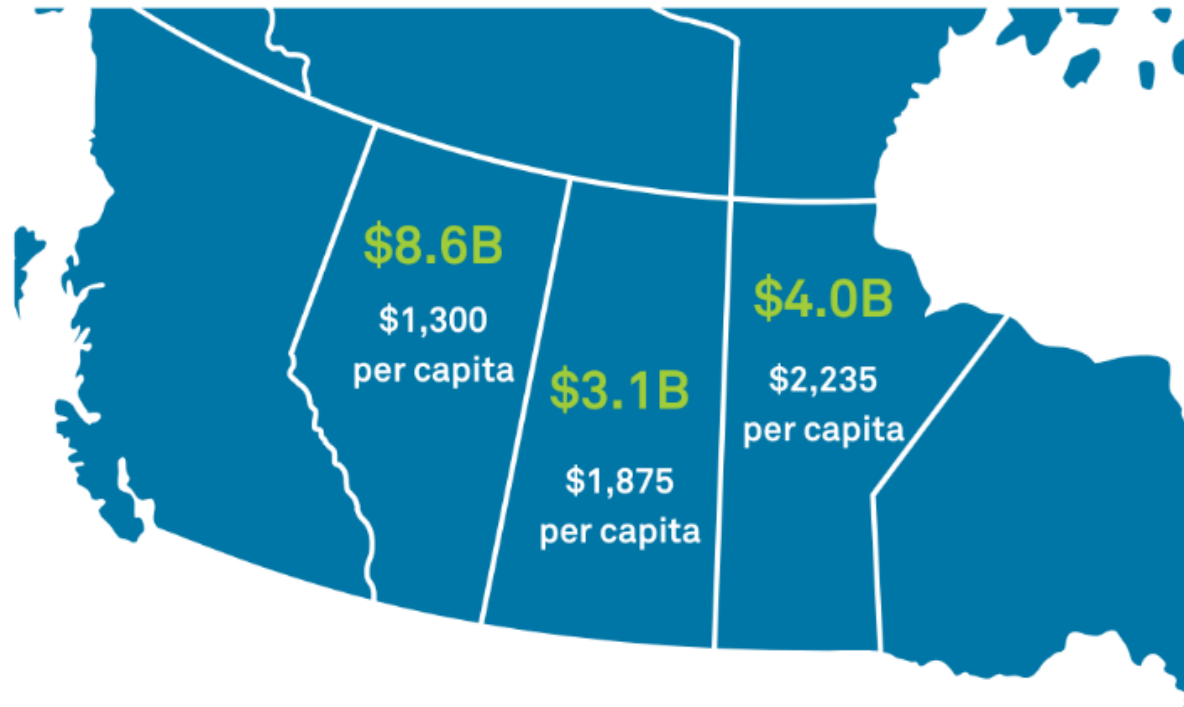 $8.6B
$1,300
per capita
$3.1B
$1,875
per capita
$4.0B
$2,235
per capita